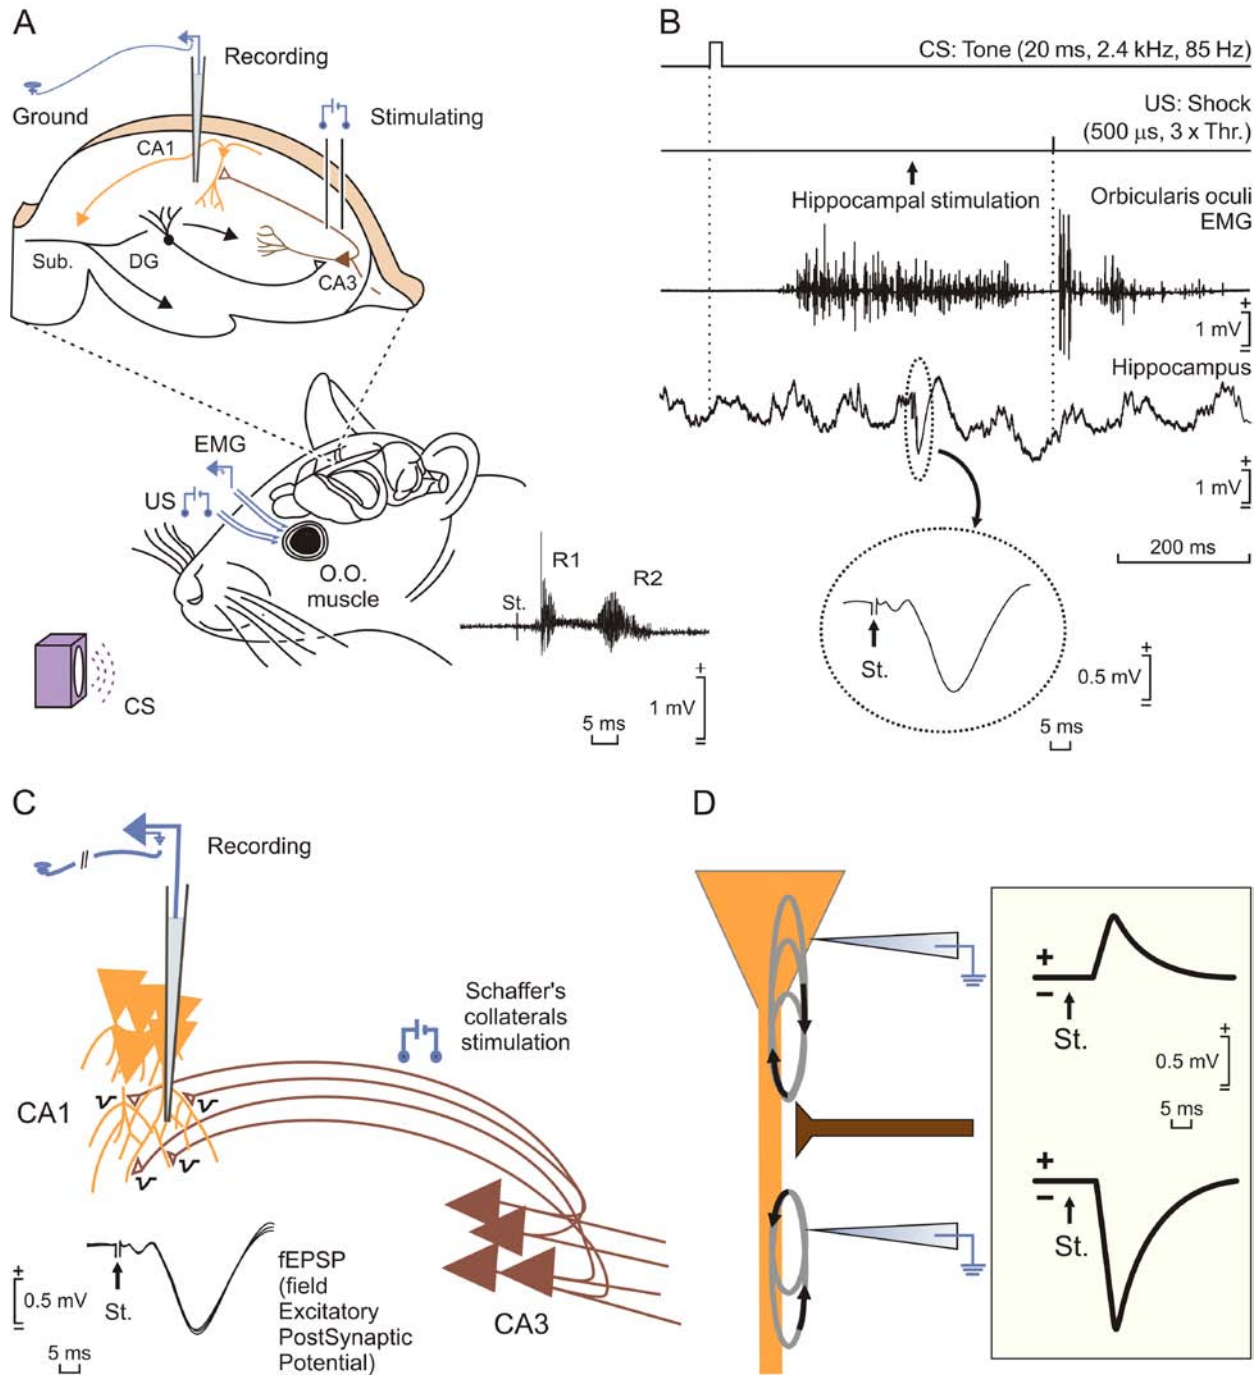 A
Recording
Ground
Stimulating
CA1
Sub.
DG
CA3
EMG
US
O.O.
muscle
CS
St.
R1
R2
+
1 mV
=
5 ms
B
CS: Tone (20 ms, 2.4 kHz, 85 Hz)
US: Shock
(500 μs, 3 x Thr.)
Hippocampal stimulation
Orbicularis oculi
EMG
+
1 mV
=
Hippocampus
+
1 mV
=
200 ms
St.
+
0.5 mV
=
5 ms
C
Recording
Schaffer's
collaterals
stimulation
CA1
CA3
+
0.5 mV
=
St.
5 ms
fEPSP
(field
Excitatory
PostSynaptic
Potential)
D
+
−
St.
+
0.5 mV
=
5 ms
+
−
St.